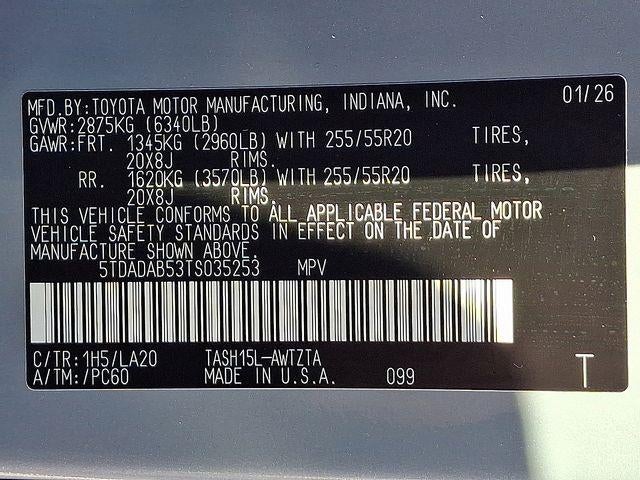 MFD.BY:TOYOTA MOTOR MANUFACTURING, INDIANA, INC. 01/26
GVWR:2875KG (6340LB)
GAWR:FRT. 1345KG (2960LB) WITH 255/55R20 TIRES,
20X8J RIMS.
RR. 1620KG (3570LB) WITH 255/55R20 TIRES,
20X8J RIMS.
THIS VEHICLE CONFORMS TO ALL APPLICABLE FEDERAL MOTOR
VEHICLE SAFETY STANDARDS IN EFFECT ON THE DATE OF
MANUFACTURE SHOWN ABOVE.
5TDADAB53TS035253 MPV
C/TR:1H5/LA20 TASH15L-AWTZTA
A/TM:/PC60 MADE IN U.S.A. 099 T